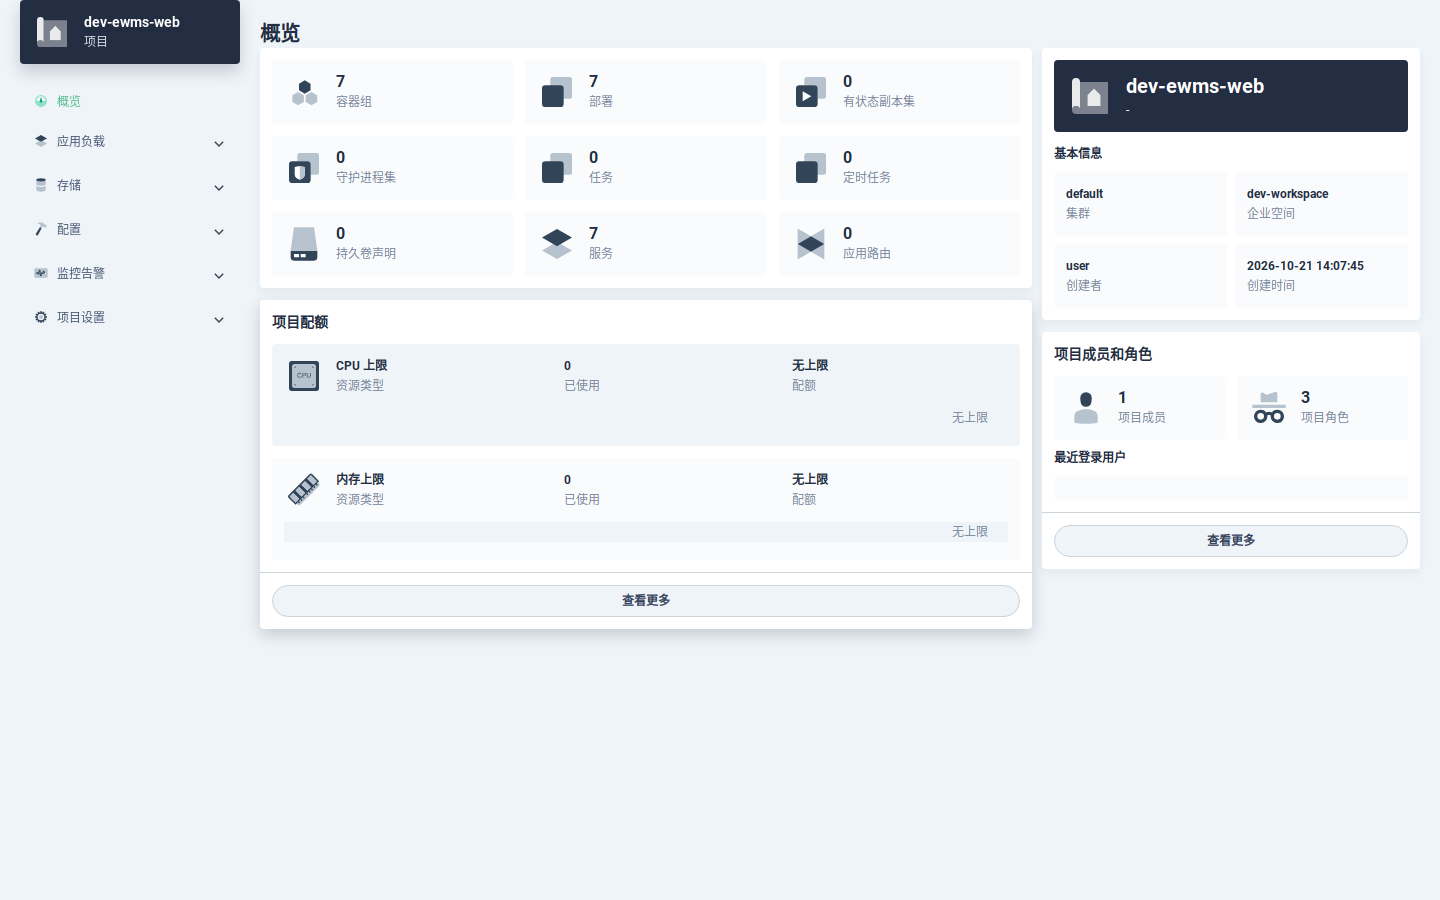 dev-ewms-web
项目
概览
应用负载
存储
配置
监控告警
项目设置
概览
7
容器组
7
部署
0
有状态副本集
0
守护进程集
0
任务
0
定时任务
0
持久卷声明
7
服务
0
应用路由
项目配额
CPU
CPU 上限
资源类型
0
已使用
无上限
配额
无上限
内存上限
资源类型
0
已使用
无上限
配额
无上限
查看更多
dev-ewms-web
-
基本信息
default
集群
dev-workspace
企业空间
user
创建者
2026-10-21 14:07:45
创建时间
项目成员和角色
1
项目成员
3
项目角色
最近登录用户
查看更多